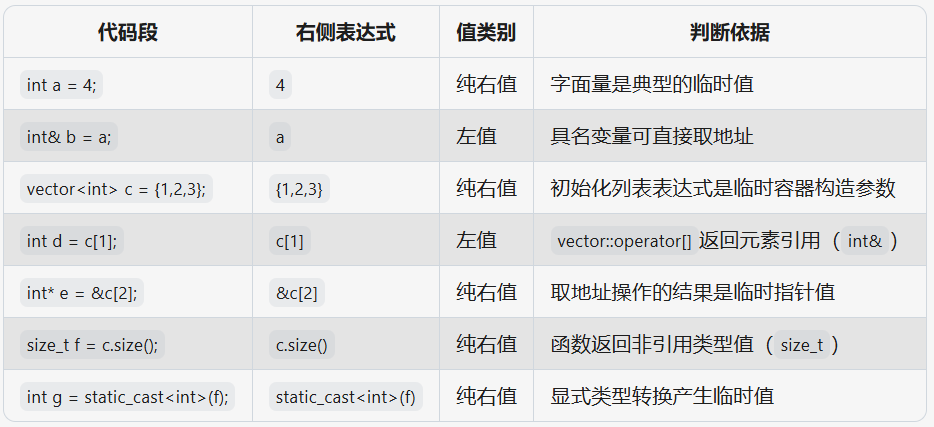 代码段 右侧表达式 值类别 判断依据
int a = 4; 4 纯右值 字面量是典型的临时值
int& b = a; a 左值 具名变量可直接取地址
vector<int> c = {1,2,3}; {1,2,3} 纯右值 初始化列表表达式是临时容器构造参数
int d = c[1]; c[1] 左值 vector::operator[] 返回元素引用（int&）
int* e = &c[2]; &c[2] 纯右值 取地址操作的结果是临时指针值
size_t f = c.size(); c.size() 纯右值 函数返回非引用类型值（size_t）
int g = static_cast<int>(f); static_cast<int>(f) 纯右值 显式类型转换产生临时值